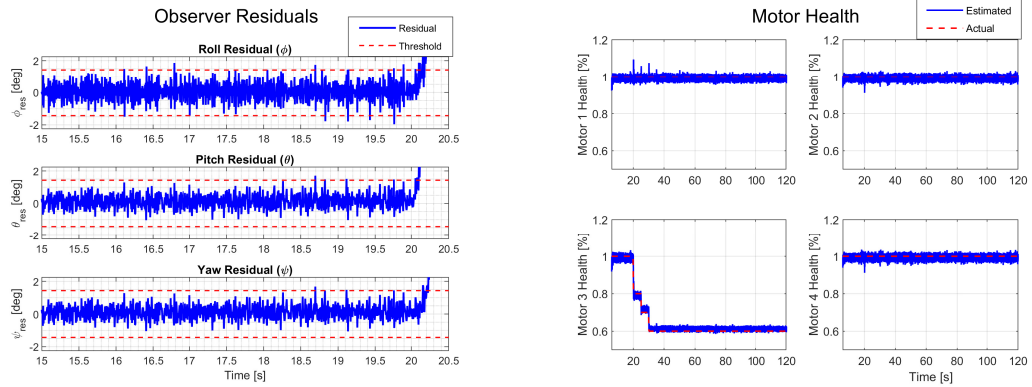 Observer Residuals
Residual
Threshold
Roll Residual (ϕ)
ϕres [deg]
2
0
-2
15 15.5 16 16.5 17 17.5 18 18.5 19 19.5 20 20.5
Pitch Residual (θ)
θres [deg]
2
0
-2
15 15.5 16 16.5 17 17.5 18 18.5 19 19.5 20 20.5
Yaw Residual (ψ)
ψres [deg]
2
0
-2
15 15.5 16 16.5 17 17.5 18 18.5 19 19.5 20 20.5
Time [s]
Motor Health
Estimated
Actual
Motor 1 Health [%]
1.2
1
0.8
0.6
20 40 60 80 100 120
Motor 2 Health [%]
1.2
1
0.8
0.6
20 40 60 80 100 120
Motor 3 Health [%]
1.2
1
0.8
0.6
20 40 60 80 100 120
Motor 4 Health [%]
1.2
1
0.8
0.6
20 40 60 80 100 120
Time [s]